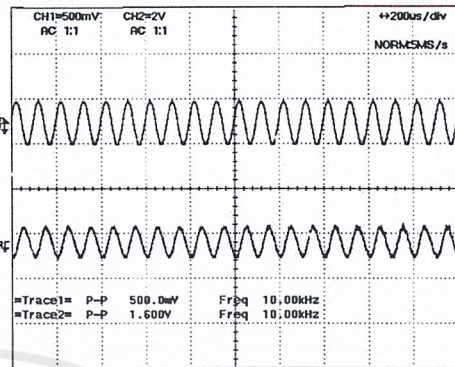 CH1=500mV CH2=2V ↔200us/div
AC 1:1 AC 1:1
NORM:5MS/s
=Trace1= P-P 500.0mV Freq 10.00kHz
=Trace2= P-P 1.600V Freq 10.00kHz